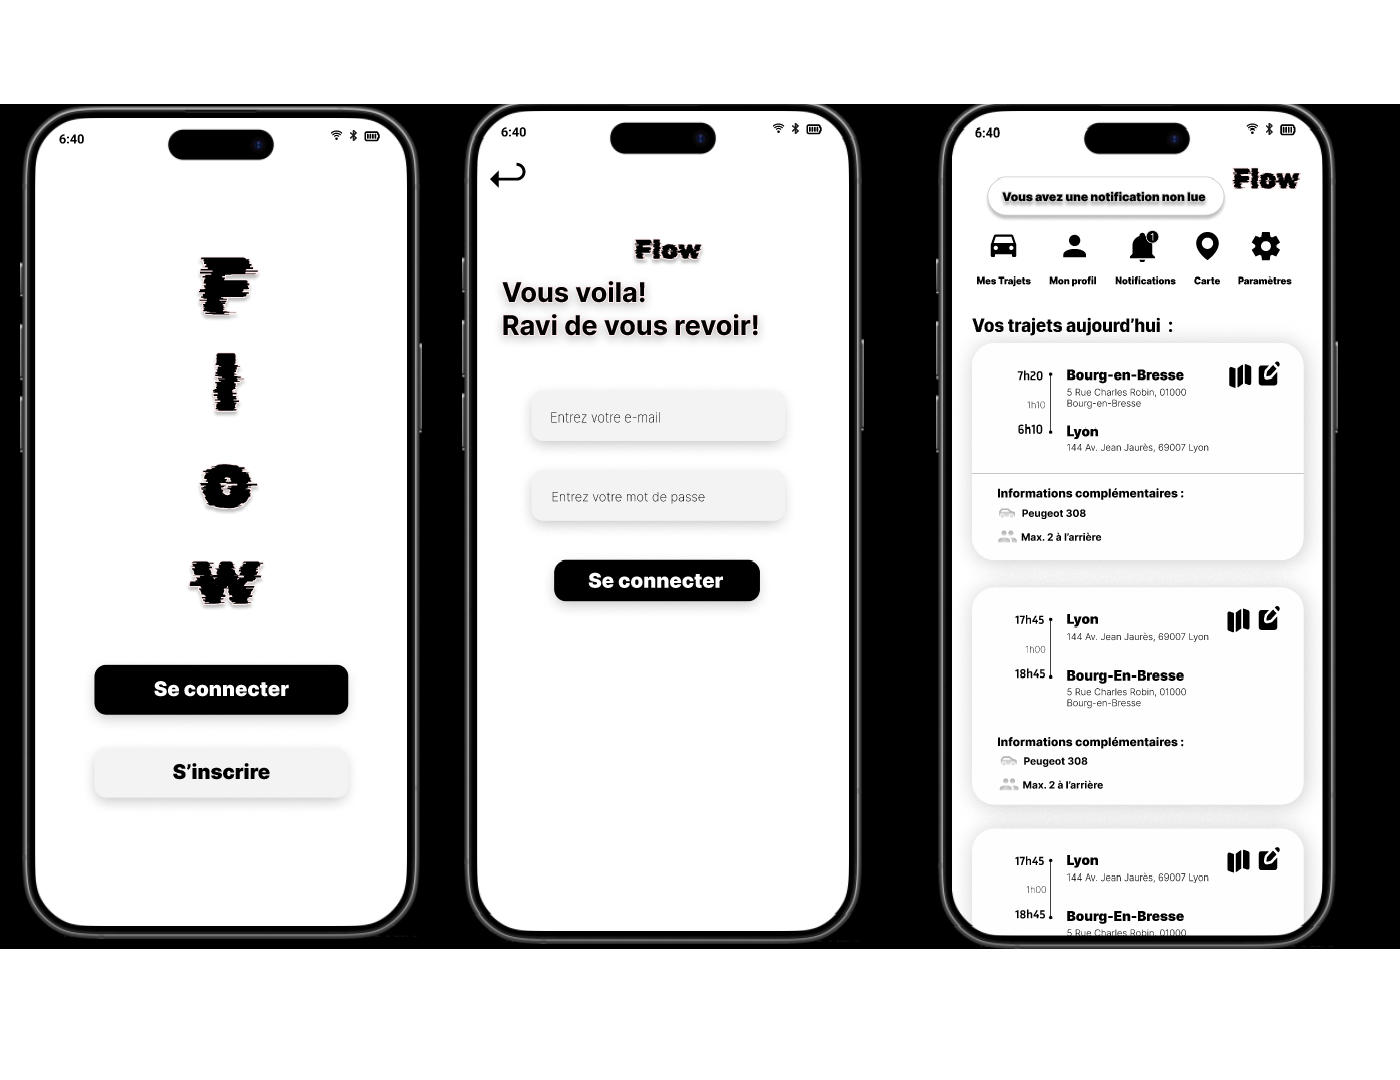 6:40
F
l
o
w
Se connecter
S'inscrire
6:40
Flow
Vous voila!
Ravi de vous revoir!
Entrez votre e-mail
Entrez votre mot de passe
Se connecter
6:40
Flow
Vous avez une notification non lue
1
Mes Trajets Mon profil Notifications Carte Paramètres
Vos trajets aujourd'hui :
7h20 Bourg-en-Bresse
5 Rue Charles Robin, 01000
1h10 Bourg-en-Bresse
6h10 Lyon
144 Av. Jean Jaurès, 69007 Lyon
Informations complémentaires :
Peugeot 308
Max. 2 à l'arrière
17h45 Lyon
144 Av. Jean Jaurès, 69007 Lyon
1h00
18h45 Bourg-En-Bresse
5 Rue Charles Robin, 01000
Bourg-en-Bresse
Informations complémentaires :
Peugeot 308
Max. 2 à l'arrière
17h45 Lyon
144 Av. Jean Jaurès, 69007 Lyon
1h00
18h45 Bourg-En-Bresse
5 Rue Charles Robin, 01000